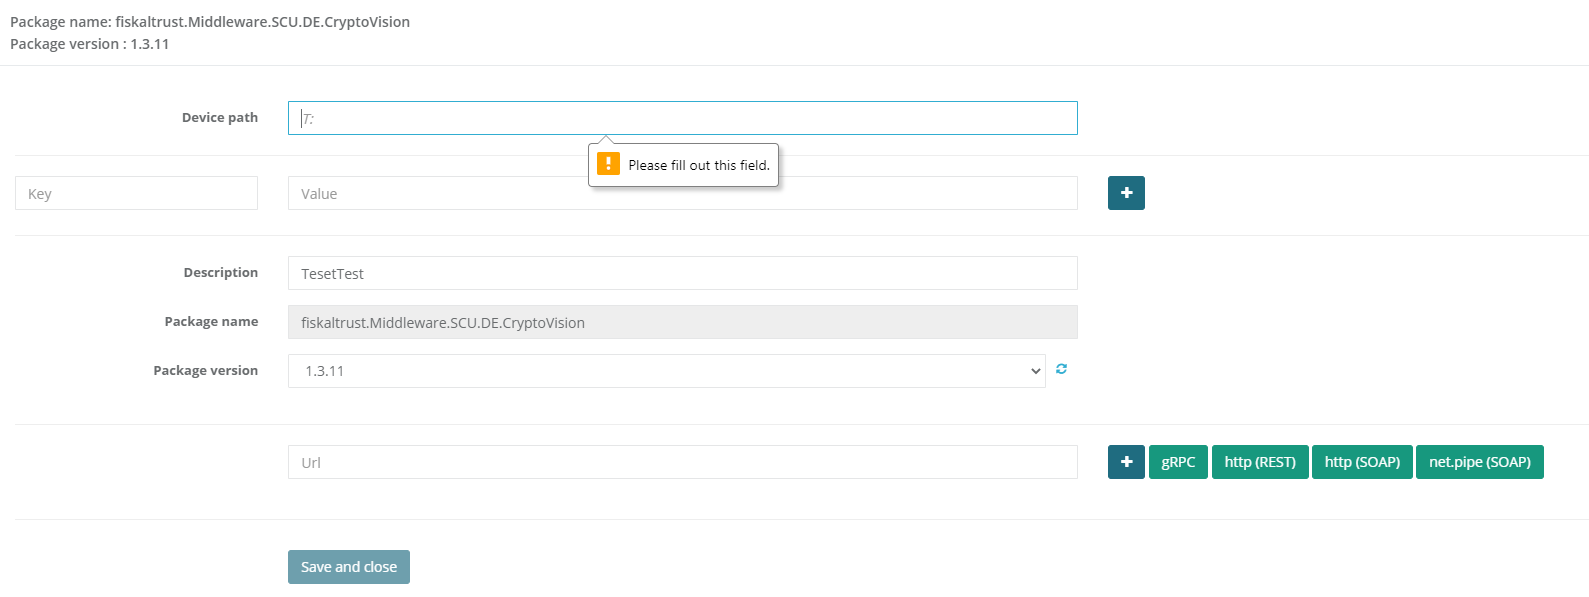 Package name: fiskaltrust.Middleware.SCU.DE.CryptoVision
Package version : 1.3.11
Device path
T:
Please fill out this field.
Key
Value
Description
TesetTest
Package name
fiskaltrust.Middleware.SCU.DE.CryptoVision
Package version
1.3.11
Url
gRPC
http (REST)
http (SOAP)
net.pipe (SOAP)
Save and close